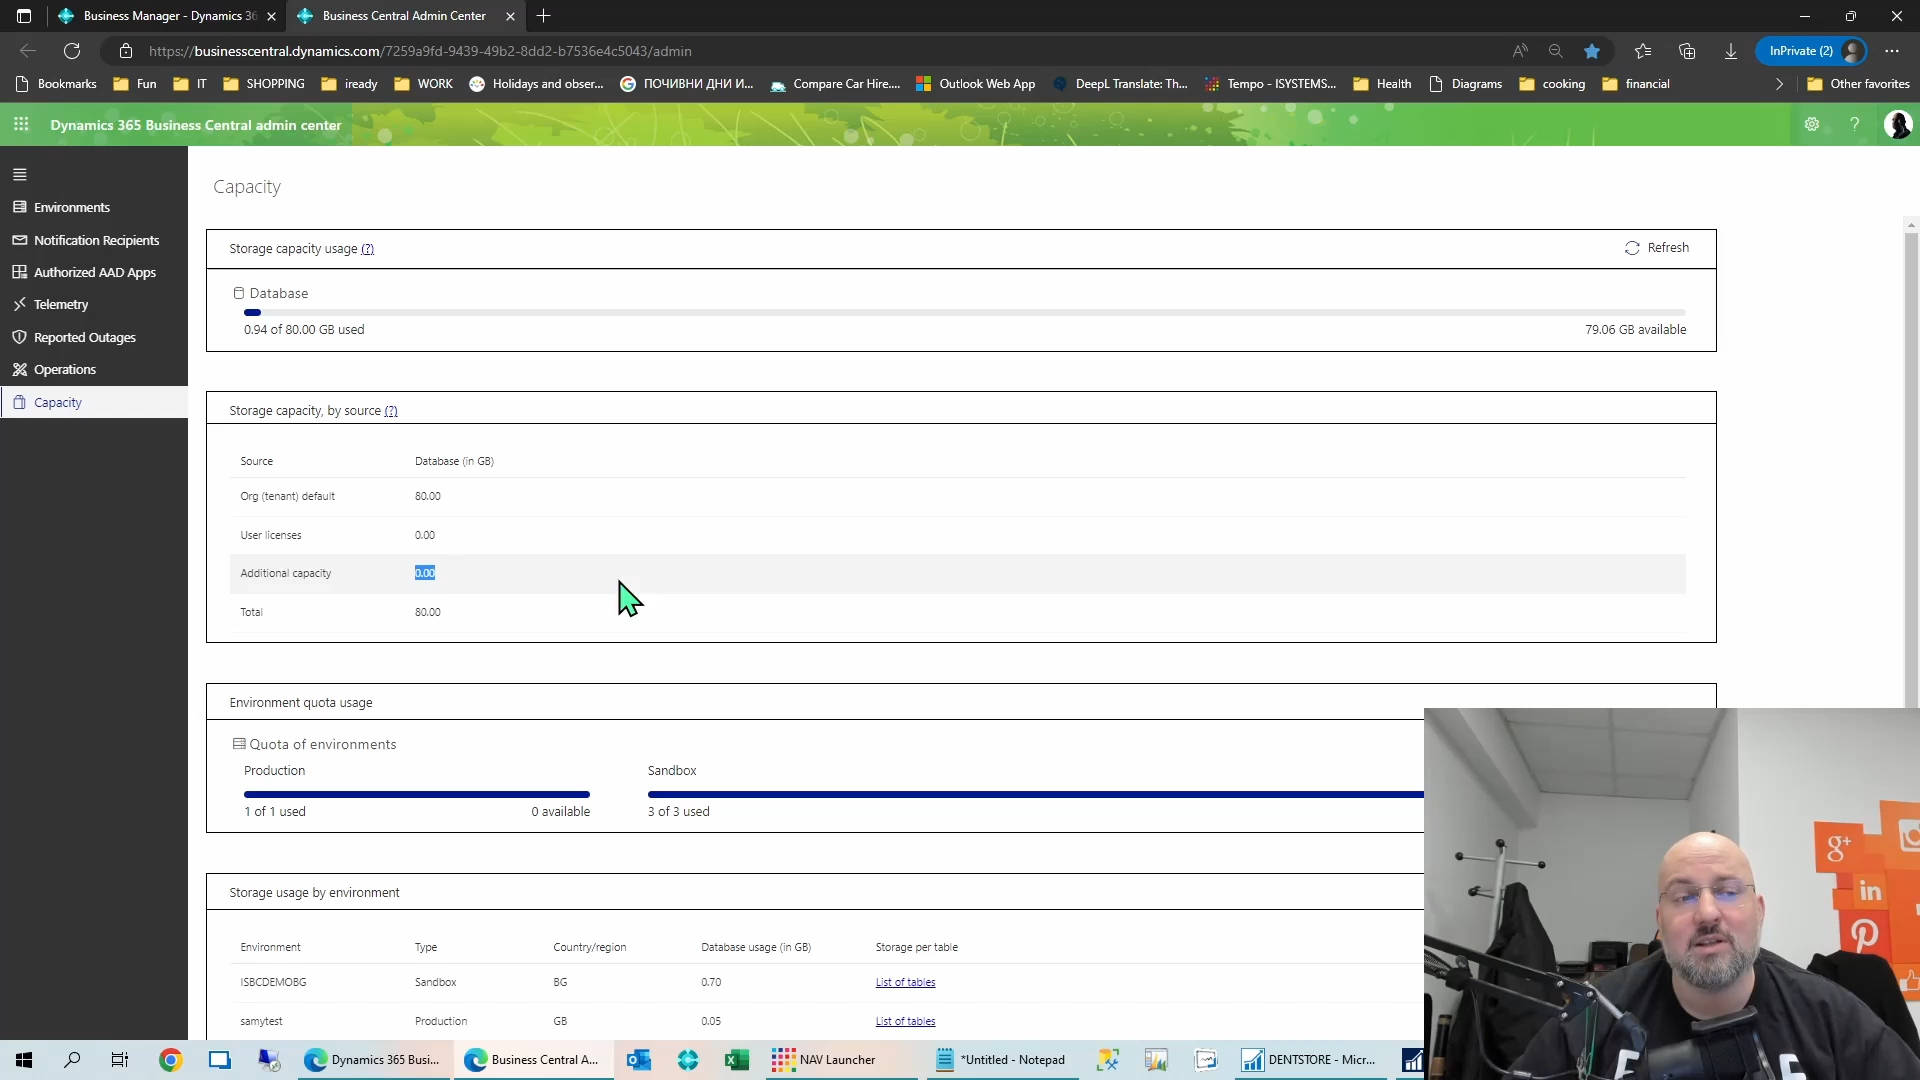 Business Manager - Dynamics 36
Business Central Admin Center
https://businesscentral.dynamics.com/7259a9fd-9439-49b2-8dd2-b7536e4c5043/admin
InPrivate (2)
Bookmarks Fun IT SHOPPING iready WORK Holidays and obser... ПОЧИВНИ ДНИ И... Compare Car Hire.... Outlook Web App DeepL Translate: Th... Tempo - ISYSTEMS... Health Diagrams cooking financial Other favorites
Dynamics 365 Business Central admin center
Environments
Notification Recipients
Authorized AAD Apps
Telemetry
Reported Outages
Operations
Capacity
Capacity
Storage capacity usage (?)
Refresh
Database
0.94 of 80.00 GB used
79.06 GB available
Storage capacity, by source (?)
Source Database (in GB)
Org (tenant) default 80.00
User licenses 0.00
Additional capacity 0.00
Total 80.00
Environment quota usage
Quota of environments
Production Sandbox
1 of 1 used 0 available 3 of 3 used
Storage usage by environment
Environment Type Country/region Database usage (in GB) Storage per table
ISBCDEMOBG Sandbox BG 0.70 List of tables
samytest Production GB 0.05 List of tables
g+
in
Dynamics 365 Busi... Business Central A... NAV Launcher *Untitled - Notepad DENTSTORE - Micr...